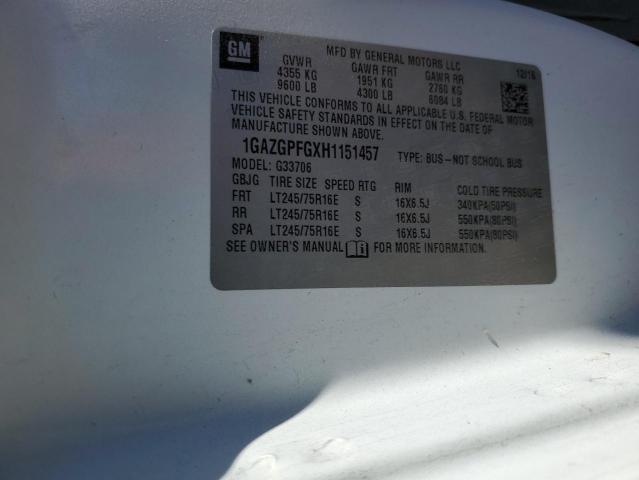 GM
MFD BY GENERAL MOTORS LLC
GVWR GAWR FRT GAWR RR 12/16
4355 KG 1951 KG 2760 KG
9600 LB 4300 LB 6084 LB
THIS VEHICLE CONFORMS TO ALL APPLICABLE U.S. FEDERAL MOTOR
VEHICLE SAFETY STANDARDS IN EFFECT ON THE DATE OF
MANUFACTURE SHOWN ABOVE.
1GAZGPFGXH1151457 TYPE: BUS-NOT SCHOOL BUS
MODEL: G33706
GBJG TIRE SIZE SPEED RTG RIM COLD TIRE PRESSURE
FRT LT245/75R16E S 16X6.5J 340KPA(50PSI)
RR LT245/75R16E S 16X6.5J 550KPA(80PSI)
SPA LT245/75R16E S 16X6.5J 550KPA(80PSI)
SEE OWNER'S MANUAL FOR MORE INFORMATION.